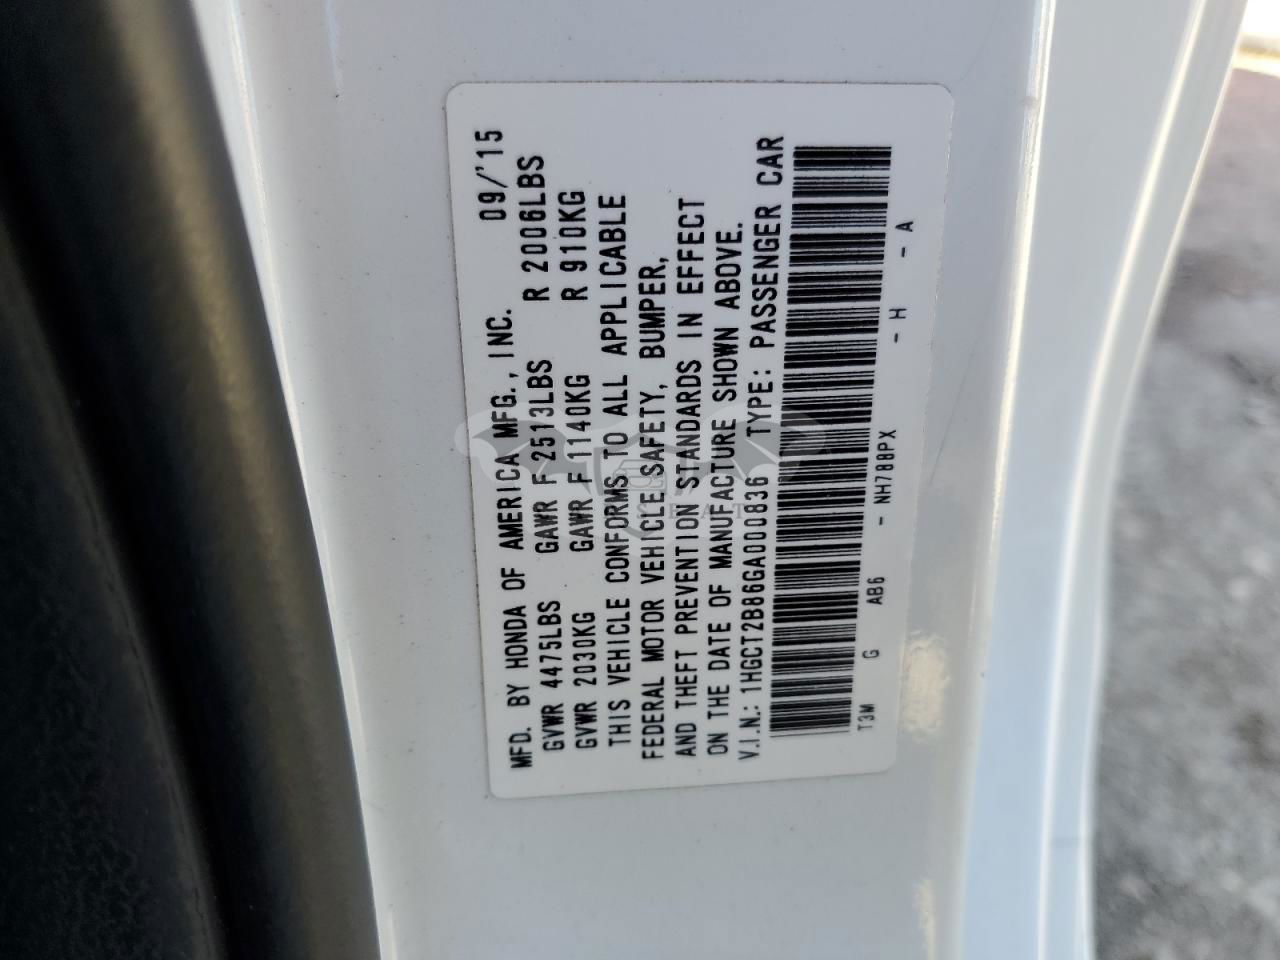 MFD. BY HONDA OF AMERICA MFG., INC. 09/'15
GVWR 4475LBS GAWR F 2513LBS R 2006LBS
GVWR 2030KG GAWR F 1140KG R 910KG
THIS VEHICLE CONFORMS TO ALL APPLICABLE
FEDERAL MOTOR VEHICLE SAFETY, BUMPER,
AND THEFT PREVENTION STANDARDS IN EFFECT
ON THE DATE OF MANUFACTURE SHOWN ABOVE.
V.I.N.: 1HGCT2B86GA000836 TYPE: PASSENGER CAR
T3M G AB6 - NH788PX - H - A